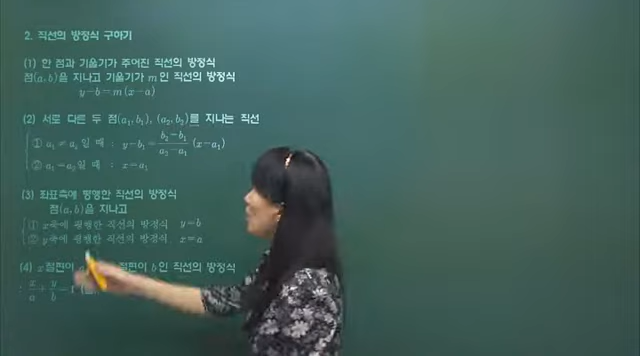 2. 직선의 방정식 구하기
(1) 한 점과 기울기가 주어진 직선의 방정식
점(a, b)을 지나고 기울기가 m인 직선의 방정식
y-b=m(x-a)
(2) 서로 다른 두 점(a₁, b₁), (a₂, b₂)를 지나는 직선
① a₁≠a₂일 때 : y-b₁=\frac{b₂-b₁}{a₂-a₁}(x-a₁)
② a₁=a₂일 때 : x=a₁
(3) 좌표축에 평행한 직선의 방정식
점(a, b)을 지나고
① x축에 평행한 직선의 방정식 y=b
② y축에 평행한 직선의 방정식 x=a
(4) x절편이 절편이 b인 직선의 방정식
: \frac{x}{a}+\frac{y}{b}=1